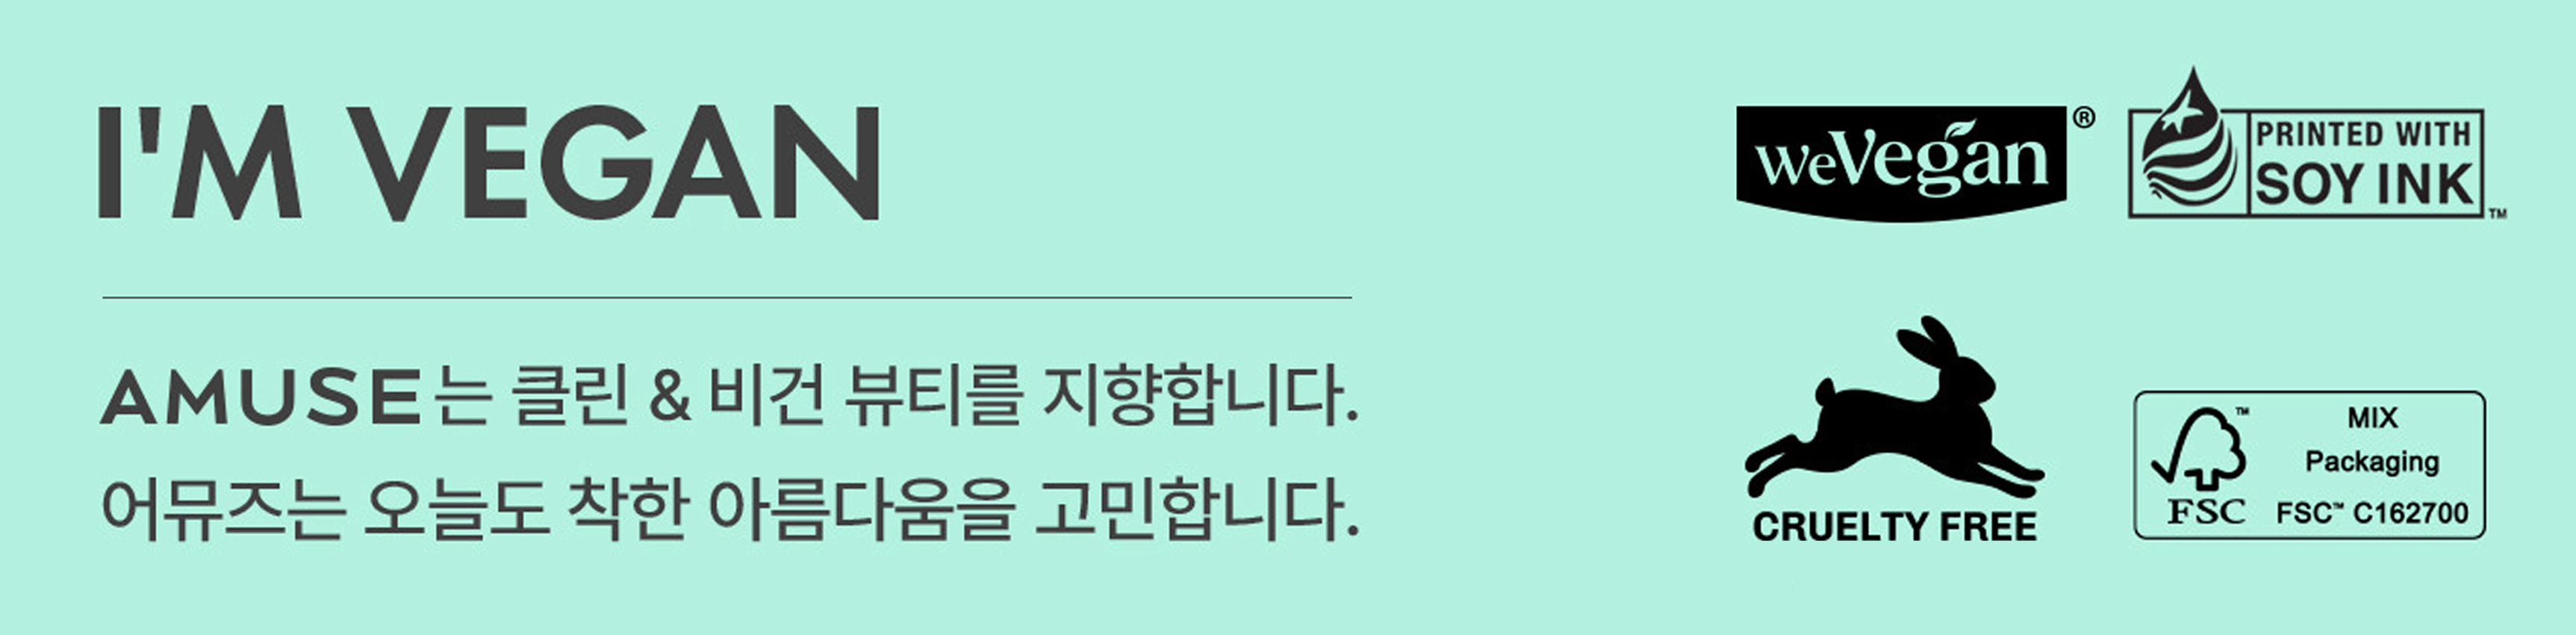 I'M VEGAN
AMUSE는 클린 & 비건 뷰티를 지향합니다.
어뮤즈는 오늘도 착한 아름다움을 고민합니다.
weVegan®
PRINTED WITH
SOY INK™
CRUELTY FREE
™
MIX
Packaging
FSC
FSC™ C162700